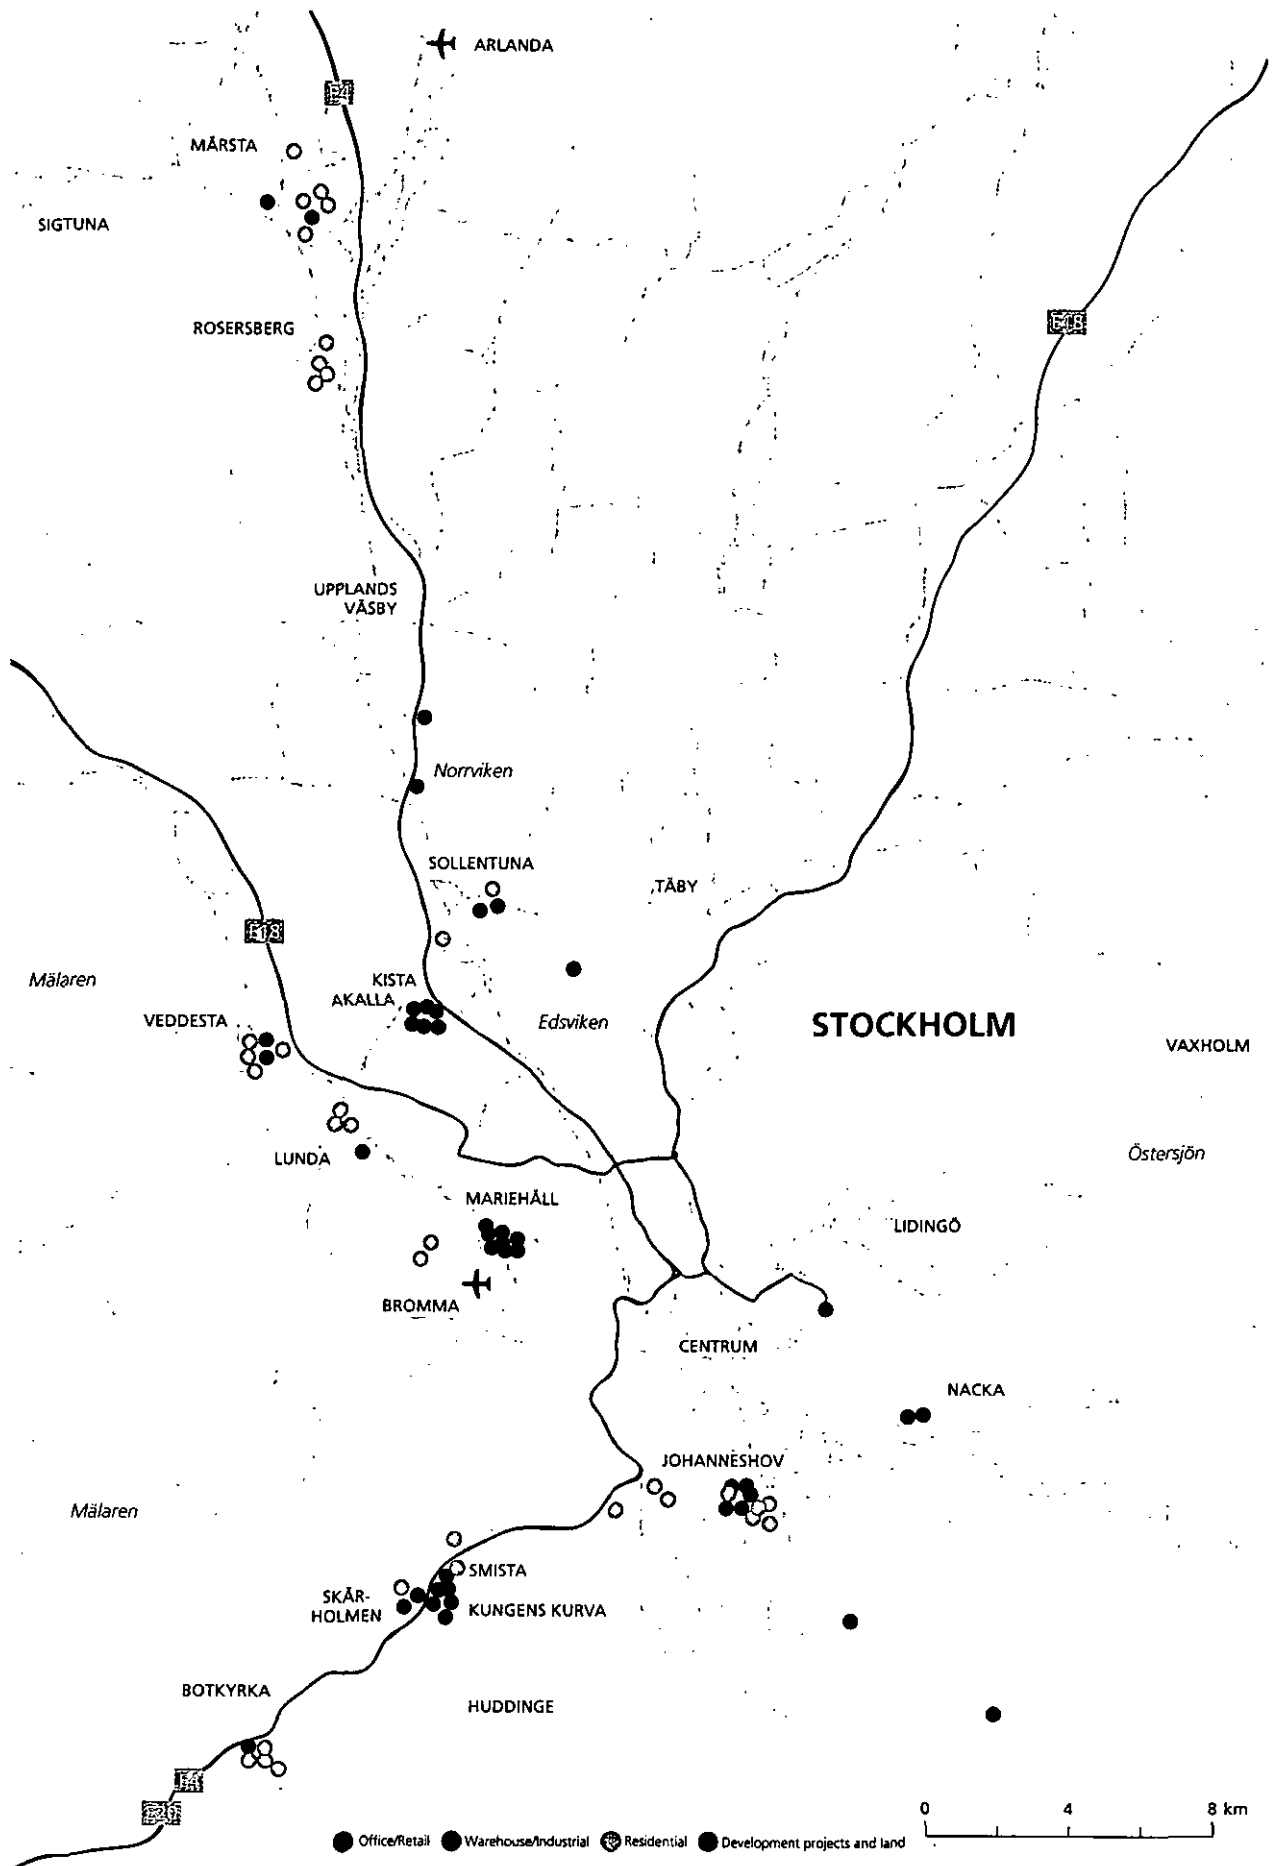 ARLANDA
E4
MÄRSTA
SIGTUNA
E18
ROSERSBERG
UPPLANDS
VÄSBY
Norrviken
SOLLENTUNA
TÄBY
E18
Mälaren
KISTA
AKALLA
VEDDESTA
Edsviken
STOCKHOLM
VAXHOLM
LUNDA
Östersjön
MARIEHÄLL
LIDINGÖ
BROMMA
CENTRUM
NACKA
JOHANNESHOV
Mälaren
SMISTA
SKÄR-
HOLMEN
KUNGENS KURVA
BOTKYRKA
HUDDINGE
E4
E20
0 4 8 km
Office/Retail Warehouse/Industrial Residential Development projects and land